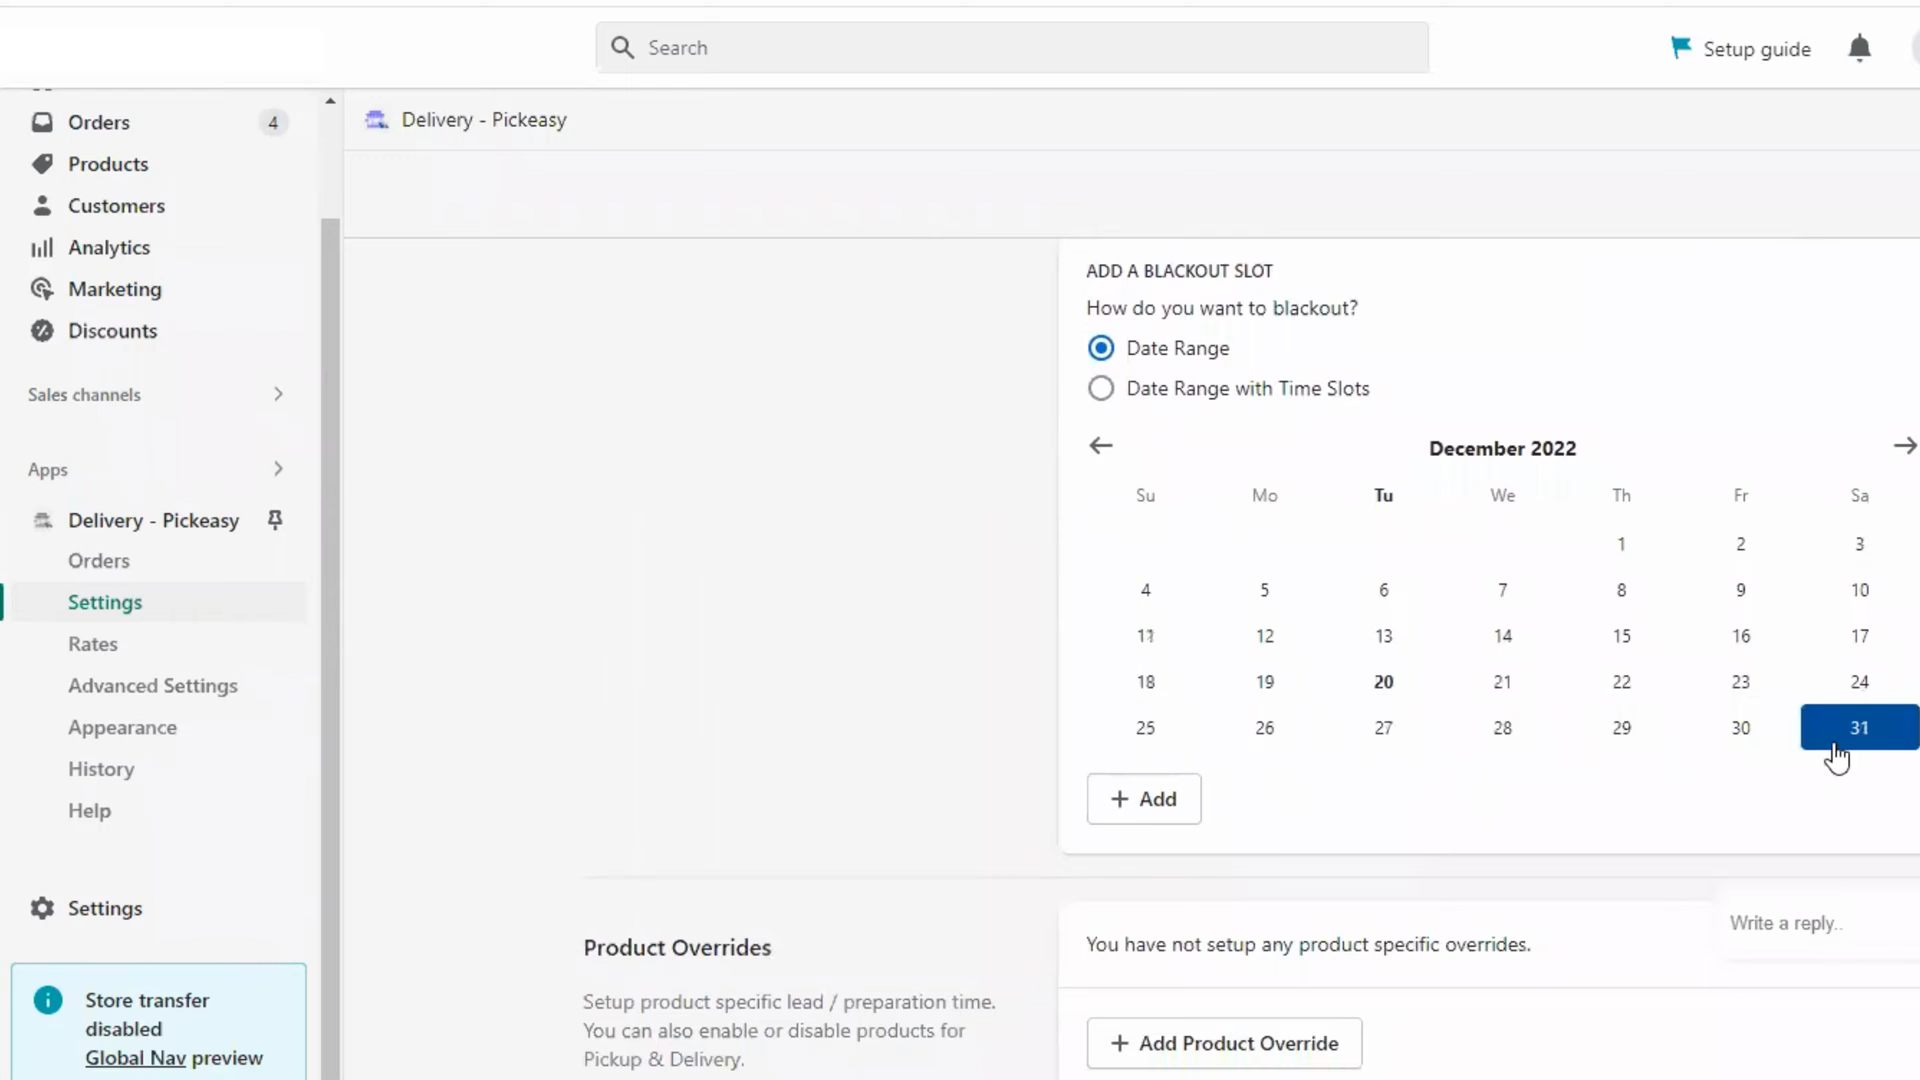 Search
Setup guide
Orders 4
Products
Customers
Analytics
Marketing
Discounts
Sales channels
Apps
Delivery - Pickeasy
Orders
Settings
Rates
Advanced Settings
Appearance
History
Help
Settings
Store transfer
disabled
Global Nav preview
Delivery - Pickeasy
ADD A BLACKOUT SLOT
How do you want to blackout?
Date Range
Date Range with Time Slots
December 2022
Su Mo Tu We Th Fr Sa
1 2 3
4 5 6 7 8 9 10
11 12 13 14 15 16 17
18 19 20 21 22 23 24
25 26 27 28 29 30 31
+ Add
Product Overrides
Setup product specific lead / preparation time.
You can also enable or disable products for
Pickup & Delivery.
You have not setup any product specific overrides.
+ Add Product Override
Write a reply..